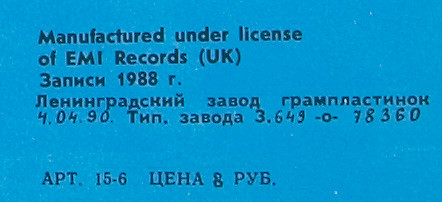 Manufactured under license
of EMI Records (UK)
Записи 1988 г.
Ленинградский завод грампластинок
4.04.90. Тип. завода З.649 -о- 78360
АРТ. 15-6 ЦЕНА 8 РУБ.